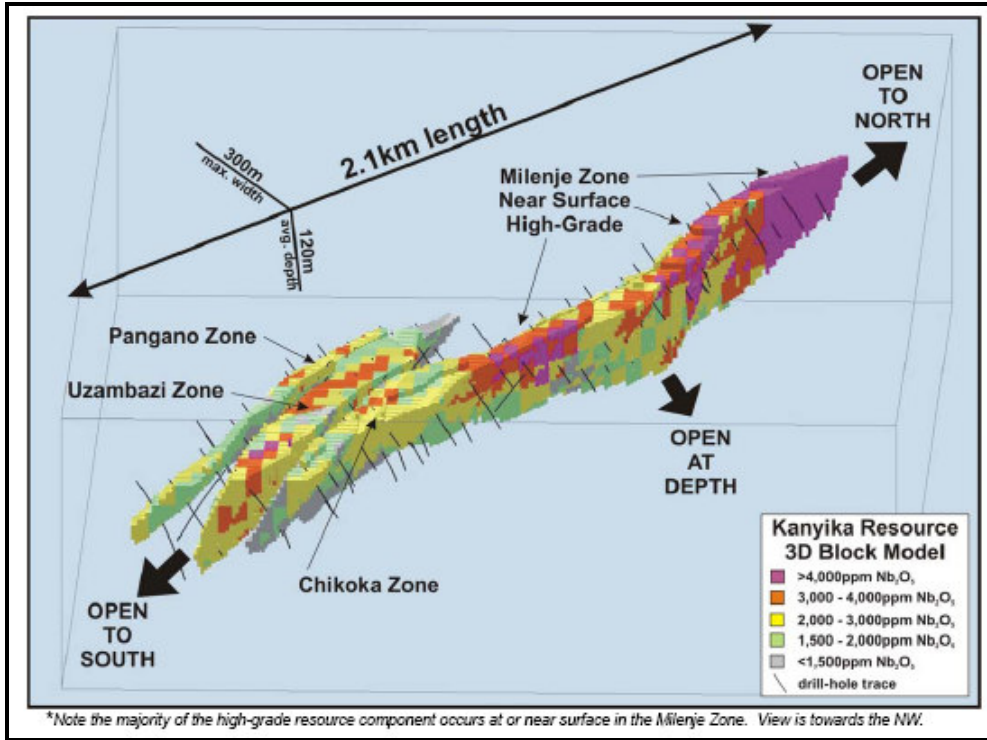 OPEN
TO
NORTH
2.1km length
300m
max. width
120m
avg. depth
Milenje Zone
Near Surface
High-Grade
Pangano Zone
Uzambazi Zone
OPEN
AT
DEPTH
Chikoka Zone
OPEN
TO
SOUTH
Kanyika Resource
3D Block Model
>4,000ppm Nb₂O₅
3,000 - 4,000ppm Nb₂O₅
2,000 - 3,000ppm Nb₂O₅
1,500 - 2,000ppm Nb₂O₅
<1,500ppm Nb₂O₅
drill-hole trace
*Note the majority of the high-grade resource component occurs at or near surface in the Milenje Zone. View is towards the NW.